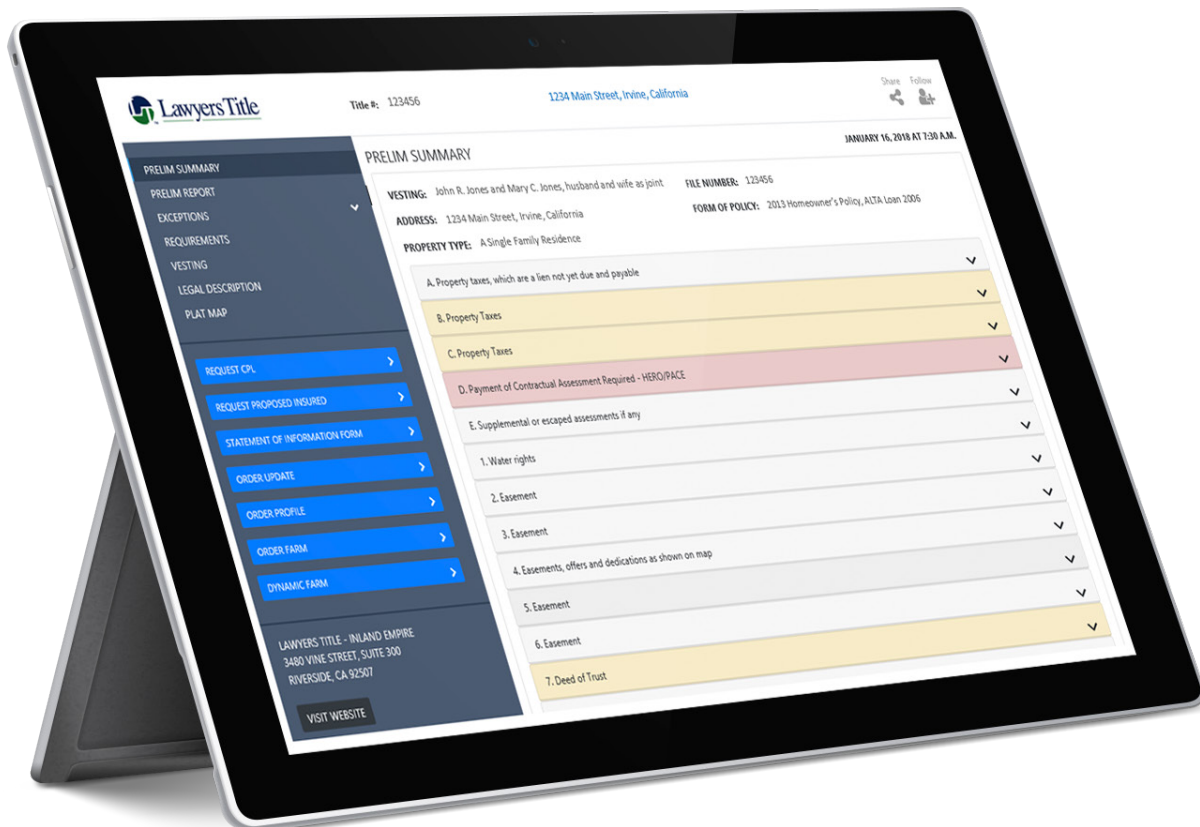 LT LawyersTitle
Title #: 123456
1234 Main Street, Irvine, California
Share Follow
PRELIM SUMMARY
PRELIM REPORT
EXCEPTIONS
REQUIREMENTS
VESTING
LEGAL DESCRIPTION
PLAT MAP
REQUEST CPL
REQUEST PROPOSED INSURED
STATEMENT OF INFORMATION FORM
ORDER UPDATE
ORDER PROFILE
ORDER FARM
DYNAMIC FARM
LAWYERS TITLE - INLAND EMPIRE
3480 VINE STREET, SUITE 300
RIVERSIDE, CA 92507
VISIT WEBSITE
PRELIM SUMMARY
JANUARY 16, 2018 AT 7:30 A.M.
VESTING: John R. Jones and Mary C. Jones, husband and wife as joint
FILE NUMBER: 123456
ADDRESS: 1234 Main Street, Irvine, California
FORM OF POLICY: 2013 Homeowner's Policy, ALTA Loan 2006
PROPERTY TYPE: A Single Family Residence
A. Property taxes, which are a lien not yet due and payable
B. Property Taxes
C. Property Taxes
D. Payment of Contractual Assessment Required - HERO/PACE
E. Supplemental or escaped assessments if any
1. Water rights
2. Easement
3. Easement
4. Easements, offers and dedications as shown on map
5. Easement
6. Easement
7. Deed of Trust